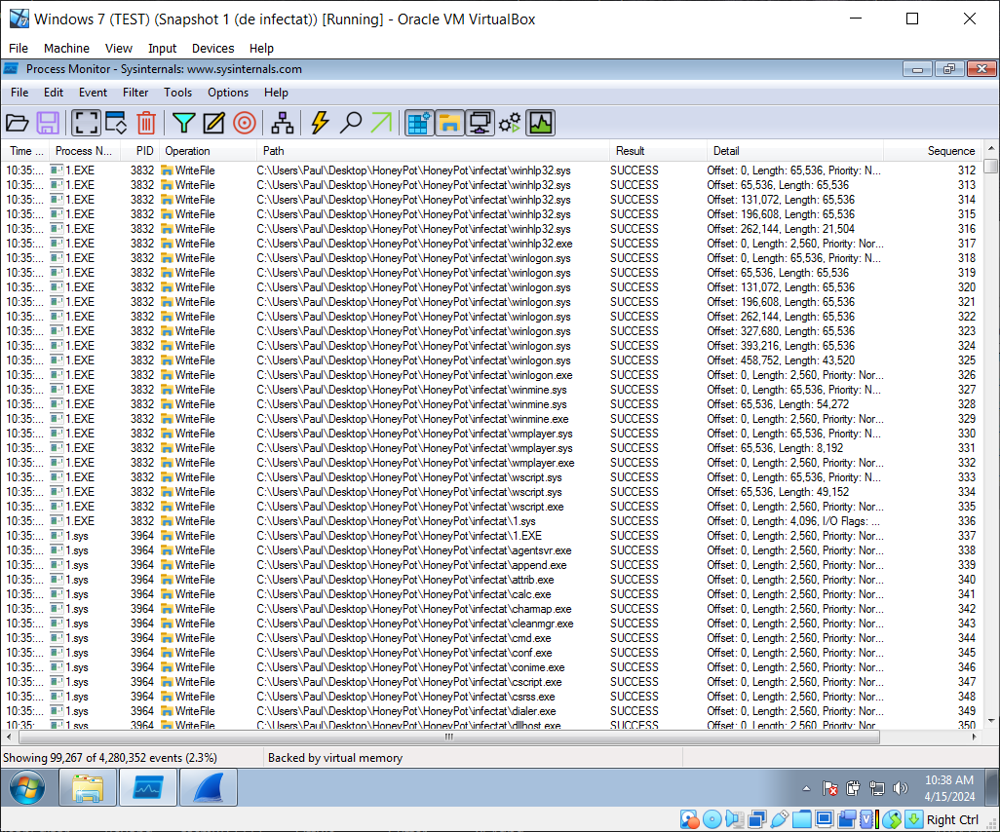 Windows 7 (TEST) (Snapshot 1 (de infectat)) [Running] - Oracle VM VirtualBox
File Machine View Input Devices Help
Process Monitor - Sysinternals: www.sysinternals.com
File Edit Event Filter Tools Options Help
Time ... Process N... PID Operation Path Result Detail Sequence
10:35:... 1.EXE 3832 WriteFile C:\Users\Paul\Desktop\HoneyPot\HoneyPot\infectat\winhlp32.sys SUCCESS Offset: 0, Length: 65,536, Priority: N... 312
10:35:... 1.EXE 3832 WriteFile C:\Users\Paul\Desktop\HoneyPot\HoneyPot\infectat\winhlp32.sys SUCCESS Offset: 65,536, Length: 65,536 313
10:35:... 1.EXE 3832 WriteFile C:\Users\Paul\Desktop\HoneyPot\HoneyPot\infectat\winhlp32.sys SUCCESS Offset: 131,072, Length: 65,536 314
10:35:... 1.EXE 3832 WriteFile C:\Users\Paul\Desktop\HoneyPot\HoneyPot\infectat\winhlp32.sys SUCCESS Offset: 196,608, Length: 65,536 315
10:35:... 1.EXE 3832 WriteFile C:\Users\Paul\Desktop\HoneyPot\HoneyPot\infectat\winhlp32.sys SUCCESS Offset: 262,144, Length: 21,504 316
10:35:... 1.EXE 3832 WriteFile C:\Users\Paul\Desktop\HoneyPot\HoneyPot\infectat\winhlp32.exe SUCCESS Offset: 0, Length: 2,560, Priority: Nor... 317
10:35:... 1.EXE 3832 WriteFile C:\Users\Paul\Desktop\HoneyPot\HoneyPot\infectat\winlogon.sys SUCCESS Offset: 0, Length: 65,536, Priority: N... 318
10:35:... 1.EXE 3832 WriteFile C:\Users\Paul\Desktop\HoneyPot\HoneyPot\infectat\winlogon.sys SUCCESS Offset: 65,536, Length: 65,536 319
10:35:... 1.EXE 3832 WriteFile C:\Users\Paul\Desktop\HoneyPot\HoneyPot\infectat\winlogon.sys SUCCESS Offset: 131,072, Length: 65,536 320
10:35:... 1.EXE 3832 WriteFile C:\Users\Paul\Desktop\HoneyPot\HoneyPot\infectat\winlogon.sys SUCCESS Offset: 196,608, Length: 65,536 321
10:35:... 1.EXE 3832 WriteFile C:\Users\Paul\Desktop\HoneyPot\HoneyPot\infectat\winlogon.sys SUCCESS Offset: 262,144, Length: 65,536 322
10:35:... 1.EXE 3832 WriteFile C:\Users\Paul\Desktop\HoneyPot\HoneyPot\infectat\winlogon.sys SUCCESS Offset: 327,680, Length: 65,536 323
10:35:... 1.EXE 3832 WriteFile C:\Users\Paul\Desktop\HoneyPot\HoneyPot\infectat\winlogon.sys SUCCESS Offset: 393,216, Length: 65,536 324
10:35:... 1.EXE 3832 WriteFile C:\Users\Paul\Desktop\HoneyPot\HoneyPot\infectat\winlogon.sys SUCCESS Offset: 458,752, Length: 43,520 325
10:35:... 1.EXE 3832 WriteFile C:\Users\Paul\Desktop\HoneyPot\HoneyPot\infectat\winlogon.exe SUCCESS Offset: 0, Length: 2,560, Priority: Nor... 326
10:35:... 1.EXE 3832 WriteFile C:\Users\Paul\Desktop\HoneyPot\HoneyPot\infectat\winmine.sys SUCCESS Offset: 0, Length: 65,536, Priority: N... 327
10:35:... 1.EXE 3832 WriteFile C:\Users\Paul\Desktop\HoneyPot\HoneyPot\infectat\winmine.sys SUCCESS Offset: 65,536, Length: 54,272 328
10:35:... 1.EXE 3832 WriteFile C:\Users\Paul\Desktop\HoneyPot\HoneyPot\infectat\winmine.exe SUCCESS Offset: 0, Length: 2,560, Priority: Nor... 329
10:35:... 1.EXE 3832 WriteFile C:\Users\Paul\Desktop\HoneyPot\HoneyPot\infectat\wmplayer.sys SUCCESS Offset: 0, Length: 65,536, Priority: N... 330
10:35:... 1.EXE 3832 WriteFile C:\Users\Paul\Desktop\HoneyPot\HoneyPot\infectat\wmplayer.sys SUCCESS Offset: 65,536, Length: 8,192 331
10:35:... 1.EXE 3832 WriteFile C:\Users\Paul\Desktop\HoneyPot\HoneyPot\infectat\wmplayer.exe SUCCESS Offset: 0, Length: 2,560, Priority: Nor... 332
10:35:... 1.EXE 3832 WriteFile C:\Users\Paul\Desktop\HoneyPot\HoneyPot\infectat\wscript.sys SUCCESS Offset: 0, Length: 65,536, Priority: N... 333
10:35:... 1.EXE 3832 WriteFile C:\Users\Paul\Desktop\HoneyPot\HoneyPot\infectat\wscript.sys SUCCESS Offset: 65,536, Length: 49,152 334
10:35:... 1.EXE 3832 WriteFile C:\Users\Paul\Desktop\HoneyPot\HoneyPot\infectat\wscript.exe SUCCESS Offset: 0, Length: 2,560, Priority: Nor... 335
10:35:... 1.EXE 3832 WriteFile C:\Users\Paul\Desktop\HoneyPot\HoneyPot\infectat\1.sys SUCCESS Offset: 0, Length: 4,096, I/O Flags: ... 336
10:35:... 1.sys 3964 WriteFile C:\Users\Paul\Desktop\HoneyPot\HoneyPot\infectat\1.EXE SUCCESS Offset: 0, Length: 2,560, Priority: Nor... 337
10:35:... 1.sys 3964 WriteFile C:\Users\Paul\Desktop\HoneyPot\HoneyPot\infectat\agentsvr.exe SUCCESS Offset: 0, Length: 2,560, Priority: Nor... 338
10:35:... 1.sys 3964 WriteFile C:\Users\Paul\Desktop\HoneyPot\HoneyPot\infectat\append.exe SUCCESS Offset: 0, Length: 2,560, Priority: Nor... 339
10:35:... 1.sys 3964 WriteFile C:\Users\Paul\Desktop\HoneyPot\HoneyPot\infectat\attrib.exe SUCCESS Offset: 0, Length: 2,560, Priority: Nor... 340
10:35:... 1.sys 3964 WriteFile C:\Users\Paul\Desktop\HoneyPot\HoneyPot\infectat\calc.exe SUCCESS Offset: 0, Length: 2,560, Priority: Nor... 341
10:35:... 1.sys 3964 WriteFile C:\Users\Paul\Desktop\HoneyPot\HoneyPot\infectat\charmap.exe SUCCESS Offset: 0, Length: 2,560, Priority: Nor... 342
10:35:... 1.sys 3964 WriteFile C:\Users\Paul\Desktop\HoneyPot\HoneyPot\infectat\cleanmgr.exe SUCCESS Offset: 0, Length: 2,560, Priority: Nor... 343
10:35:... 1.sys 3964 WriteFile C:\Users\Paul\Desktop\HoneyPot\HoneyPot\infectat\cmd.exe SUCCESS Offset: 0, Length: 2,560, Priority: Nor... 344
10:35:... 1.sys 3964 WriteFile C:\Users\Paul\Desktop\HoneyPot\HoneyPot\infectat\conf.exe SUCCESS Offset: 0, Length: 2,560, Priority: Nor... 345
10:35:... 1.sys 3964 WriteFile C:\Users\Paul\Desktop\HoneyPot\HoneyPot\infectat\conime.exe SUCCESS Offset: 0, Length: 2,560, Priority: Nor... 346
10:35:... 1.sys 3964 WriteFile C:\Users\Paul\Desktop\HoneyPot\HoneyPot\infectat\cscript.exe SUCCESS Offset: 0, Length: 2,560, Priority: Nor... 347
10:35:... 1.sys 3964 WriteFile C:\Users\Paul\Desktop\HoneyPot\HoneyPot\infectat\csrss.exe SUCCESS Offset: 0, Length: 2,560, Priority: Nor... 348
10:35:... 1.sys 3964 WriteFile C:\Users\Paul\Desktop\HoneyPot\HoneyPot\infectat\dialer.exe SUCCESS Offset: 0, Length: 2,560, Priority: Nor... 349
10:35: 1.sys 3964 WriteFile C:\Users\Paul\Desktop\HoneyPot\HoneyPot\infectat\dllhost.exe SUCCESS Offset: 0, Length: 2,560, Priority: Nor 350
Showing 99,267 of 4,280,352 events (2.3%) Backed by virtual memory
10:38 AM
4/15/2024
Right Ctrl